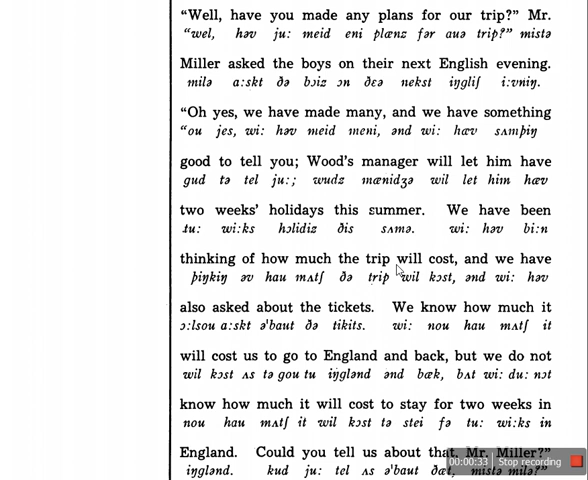 “Well, have you made any plans for our trip?” Mr.
“wel, həv ju: meid eni plænz fər auə trip?” mistə
Miller asked the boys on their next English evening.
milə a:skt ðə bɔiz ɔn ðɛə nekst iŋgliʃ i:vniŋ.
“Oh yes, we have made many, and we have something
“ou jes, wi: həv meid meni, ənd wi: hæv sʌmþiŋ
good to tell you; Wood’s manager will let him have
gud tə tel ju:; wudz mænidʒə wil let him hæv
two weeks’ holidays this summer. We have been
tu: wi:ks hɔlidiz ðis sʌmə. wi: həv bi:n
thinking of how much the trip will cost, and we have
þiŋkiŋ əv hau mʌtʃ ðə trip wil kɔst, ənd wi: həv
also asked about the tickets. We know how much it
ɔ:lsou a:skt ə'baut ðə tikits. wi: nou hau mʌtʃ it
will cost us to go to England and back, but we do not
wil kɔst ʌs tə gou tu iŋglənd ənd bæk, bʌt wi: du: nɔt
know how much it will cost to stay for two weeks in
nou hau mʌtʃ it wil kɔst tə stei fə tu: wi:ks in
England. Could you tell us about that, Mr. Miller?”
iŋglənd. kud ju: tel ʌs ə'baut ðæt, mistə milə?”
00:00:33 Stop recording